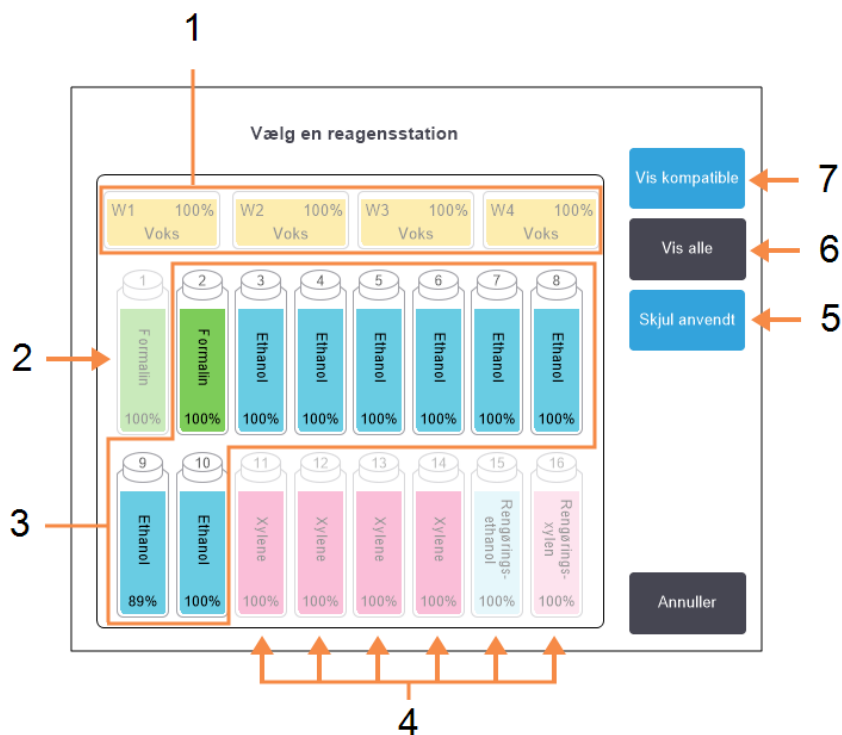 1
Vælg en reagensstation
W1 100%
Voks
W2 100%
Voks
W3 100%
Voks
W4 100%
Voks
Vis kompatible
7
Vis alle
6
Skjul anvendt
5
2
1
Formalin
100%
2
Formalin
100%
3
Ethanol
100%
4
Ethanol
100%
5
Ethanol
100%
6
Ethanol
100%
7
Ethanol
100%
8
Ethanol
100%
3
9
Ethanol
89%
10
Ethanol
100%
11
Xylene
100%
12
Xylene
100%
13
Xylene
100%
14
Xylene
100%
15
Rengørings-
ethanol
100%
16
Rengørings-
xylen
100%
Annuller
4